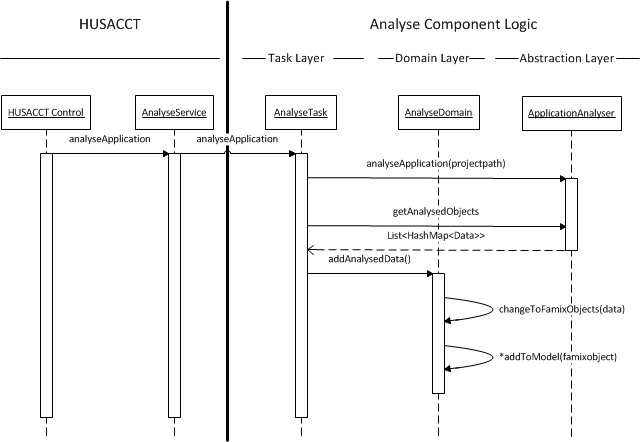 HUSACCT
Analyse Component Logic
Task Layer
Domain Layer
Abstraction Layer
HUSACCT Control
AnalyseService
AnalyseTask
AnalyseDomain
ApplicationAnalyser
analyseApplication
analyseApplication
analyseApplication(projectpath)
getAnalysedObjects
List<HashMap<Data>>
addAnalysedData()
changeToFamixObjects(data)
*addToModel(famixobject)